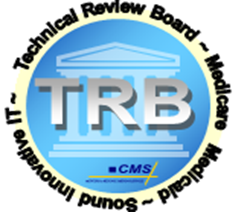 Technical Review Board ~ Medicare Medicaid ~ Sound Innovative IT ~
TRB
CMS